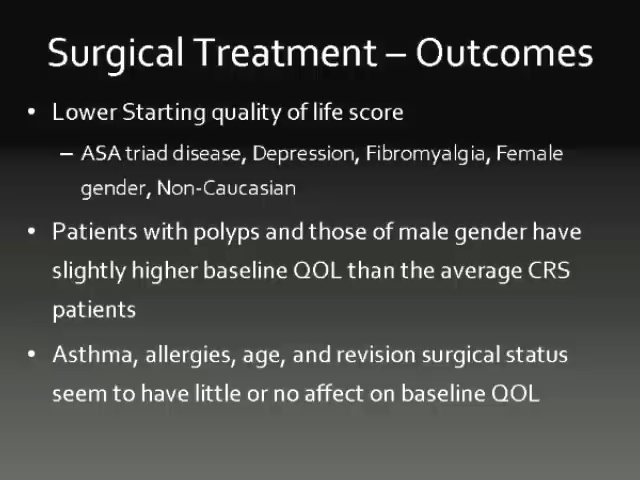 Surgical Treatment – Outcomes
• Lower Starting quality of life score
– ASA triad disease, Depression, Fibromyalgia, Female
gender, Non-Caucasian
• Patients with polyps and those of male gender have
slightly higher baseline QOL than the average CRS
patients
• Asthma, allergies, age, and revision surgical status
seem to have little or no affect on baseline QOL